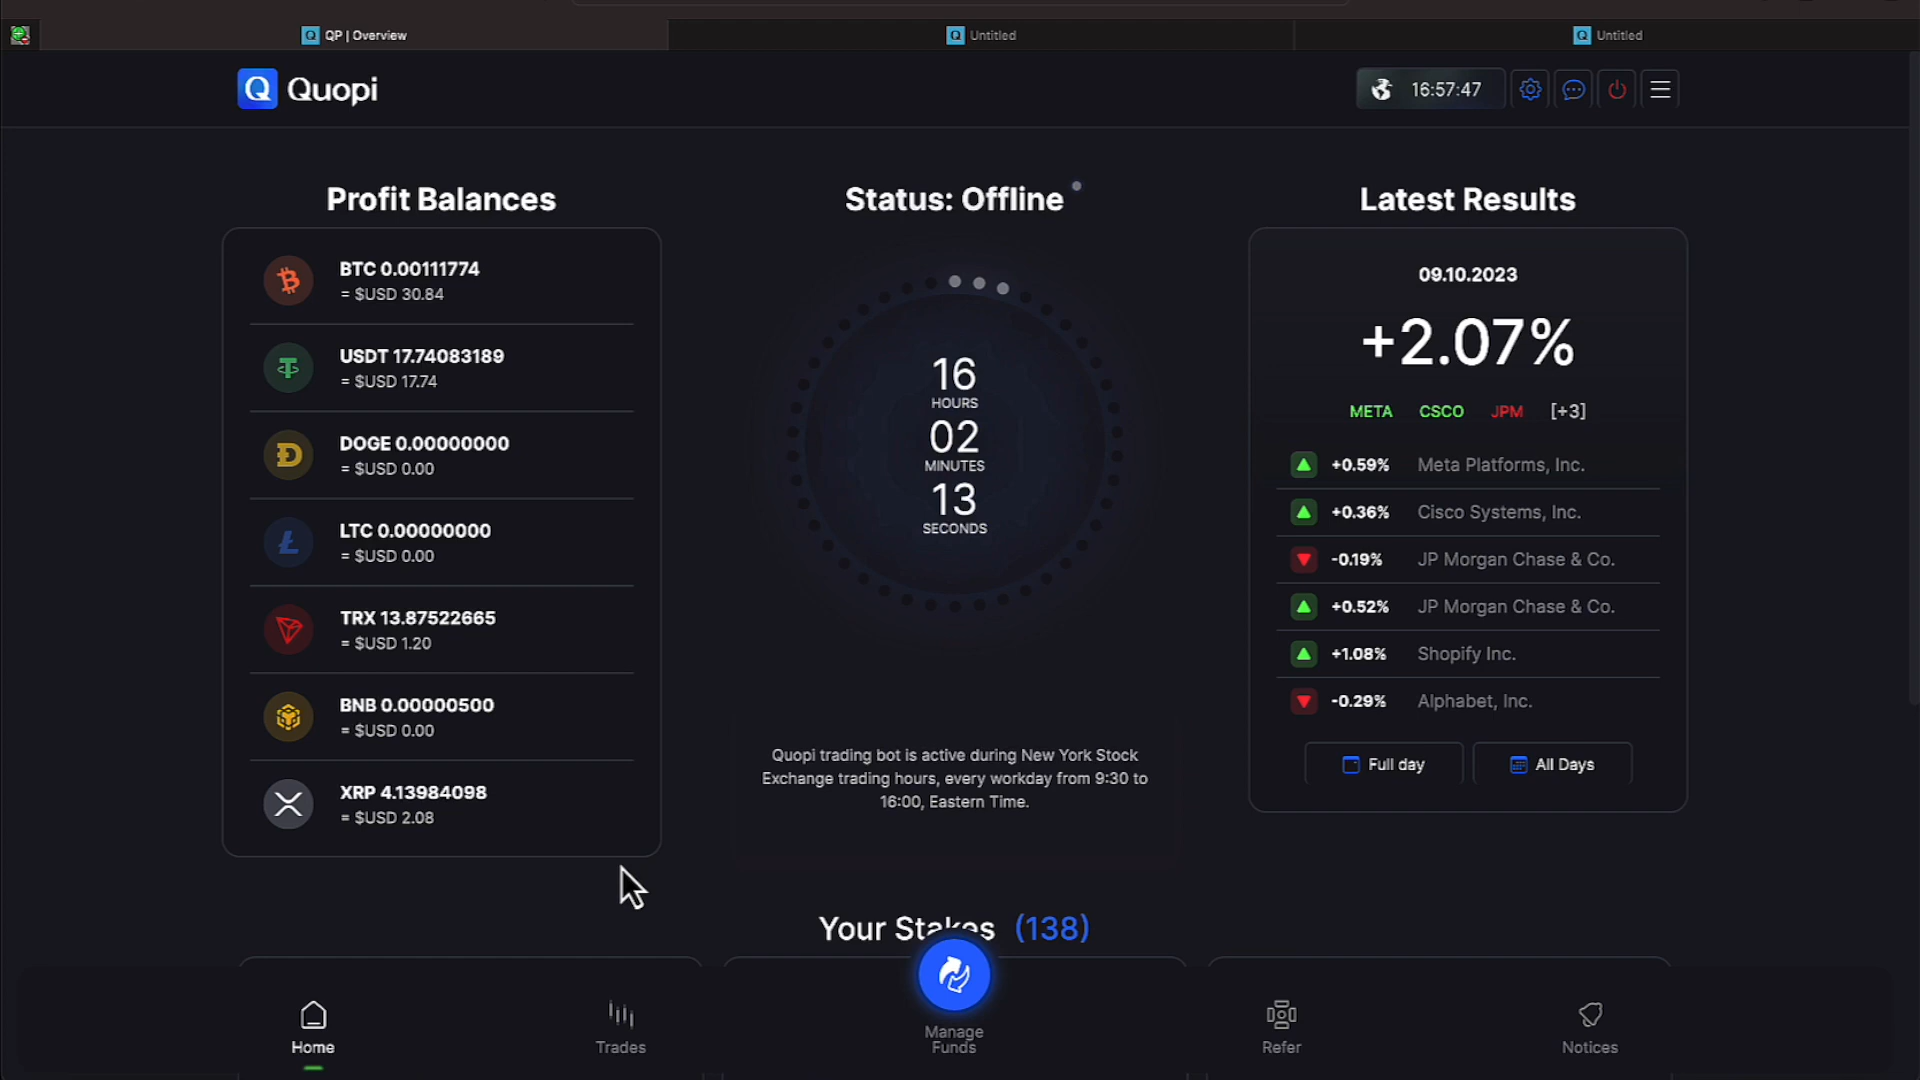 QP | Overview
Untitled
Untitled
Quopi
16:57:47
Profit Balances
BTC 0.00111774
= $USD 30.84
USDT 17.74083189
= $USD 17.74
DOGE 0.00000000
= $USD 0.00
LTC 0.00000000
= $USD 0.00
TRX 13.87522665
= $USD 1.20
BNB 0.00000500
= $USD 0.00
XRP 4.13984098
= $USD 2.08
Status: Offline
16
HOURS
02
MINUTES
13
SECONDS
Quopi trading bot is active during New York Stock
Exchange trading hours, every workday from 9:30 to
16:00, Eastern Time.
Latest Results
09.10.2023
+2.07%
META CSCO JPM [+3]
+0.59% Meta Platforms, Inc.
+0.36% Cisco Systems, Inc.
-0.19% JP Morgan Chase & Co.
+0.52% JP Morgan Chase & Co.
+1.08% Shopify Inc.
-0.29% Alphabet, Inc.
Full day
All Days
Your Stakes (138)
Home
Trades
Manage
Funds
Refer
Notices